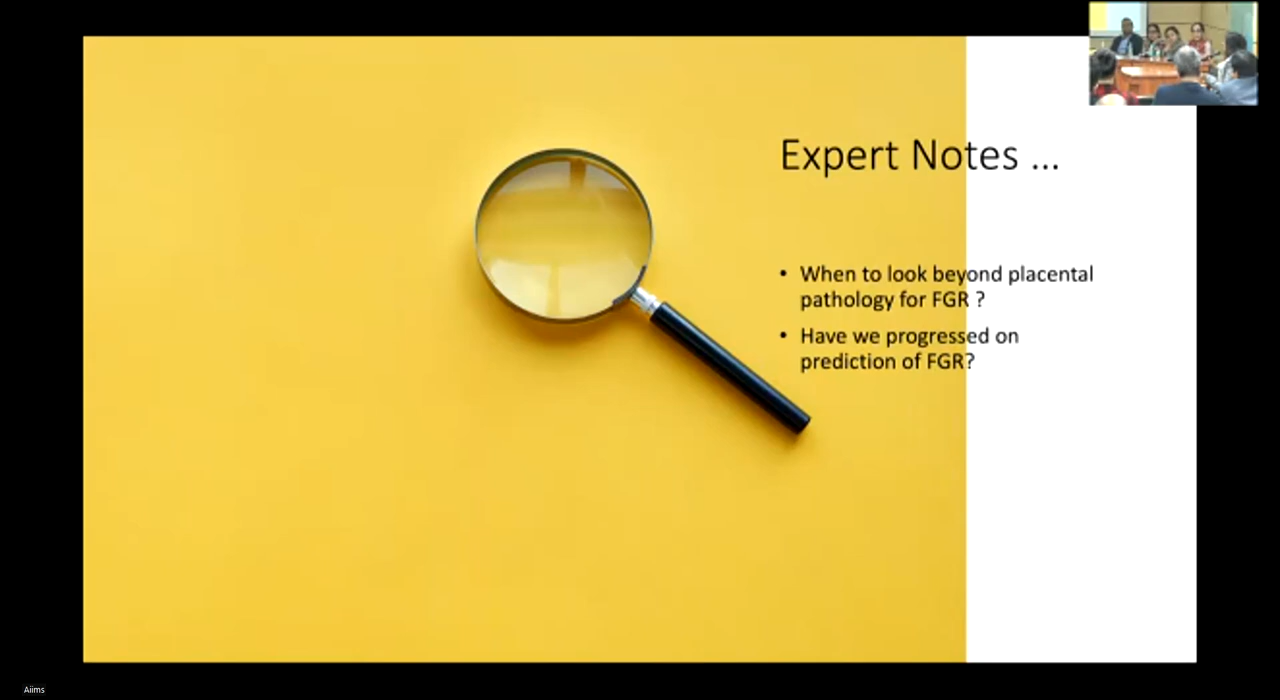 Expert Notes ...
• When to look beyond placental
pathology for FGR ?
• Have we progressed on
prediction of FGR?
Aiims